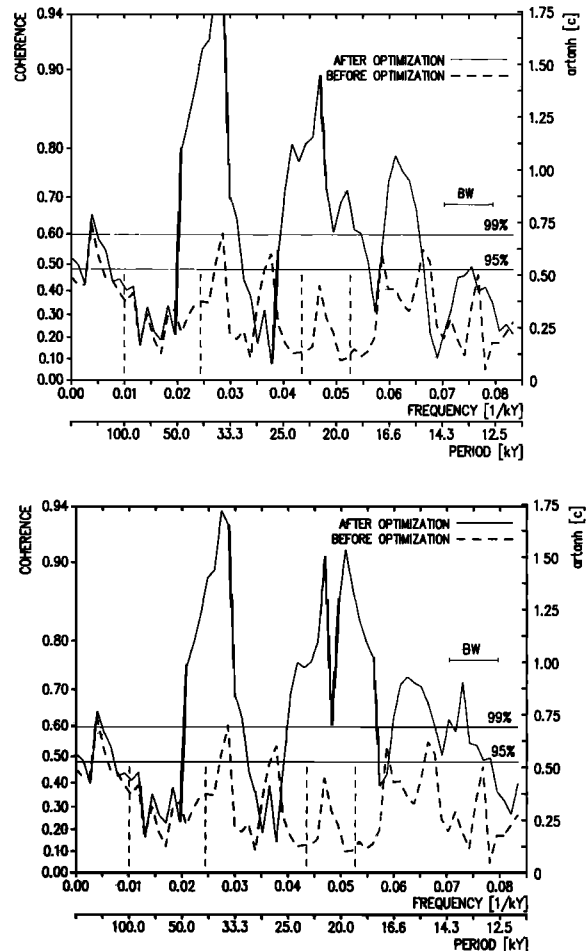 COHERENCE
0.94
0.90
0.80
0.70
0.60
0.50
0.40
0.30
0.20
0.10
0.00
AFTER OPTIMIZATION
BEFORE OPTIMIZATION
BW
99%
95%
1.75
1.50
1.25
1.00
0.75
0.50
0.25
0
artanh [c]
0.00 0.01 0.02 0.03 0.04 0.05 0.06 0.07 0.08
FREQUENCY [1/kY]
100.0 50.0 33.3 25.0 20.0 16.6 14.3 12.5
PERIOD [kY]
COHERENCE
0.94
0.90
0.80
0.70
0.60
0.50
0.40
0.30
0.20
0.10
0.00
AFTER OPTIMIZATION
BEFORE OPTIMIZATION
BW
99%
95%
1.75
1.50
1.25
1.00
0.75
0.50
0.25
0
artanh [c]
0.00 0.01 0.02 0.03 0.04 0.05 0.06 0.07 0.08
FREQUENCY [1/kY]
100.0 50.0 33.3 25.0 20.0 16.6 14.3 12.5
PERIOD [kY]